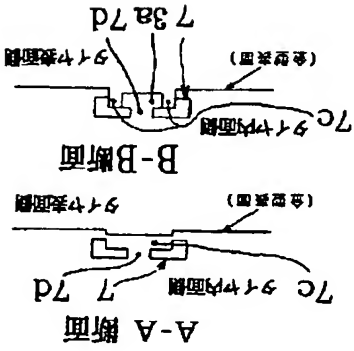 A-A 断面
7c タイヤ内面側 7 7d
(金型表面) タイヤ表面側
B-B断面
7c タイヤ内面側
(金型表面) タイヤ表面側
7 3a 7d